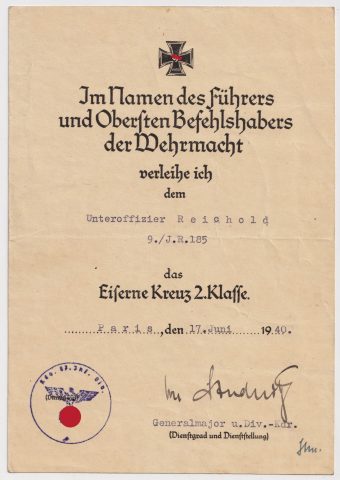 Im Namen des Führers
und Obersten Befehlshabers
der Wehrmacht
verleihe ich
dem
Unteroffizier Reichold
9./J.R.185
das
Eiserne Kreuz 2.Klasse.
Paris, den 17.Juni 1940.
Generalmajor u.Div.-Kdr.
(Dienstgrad und Dienststellung)